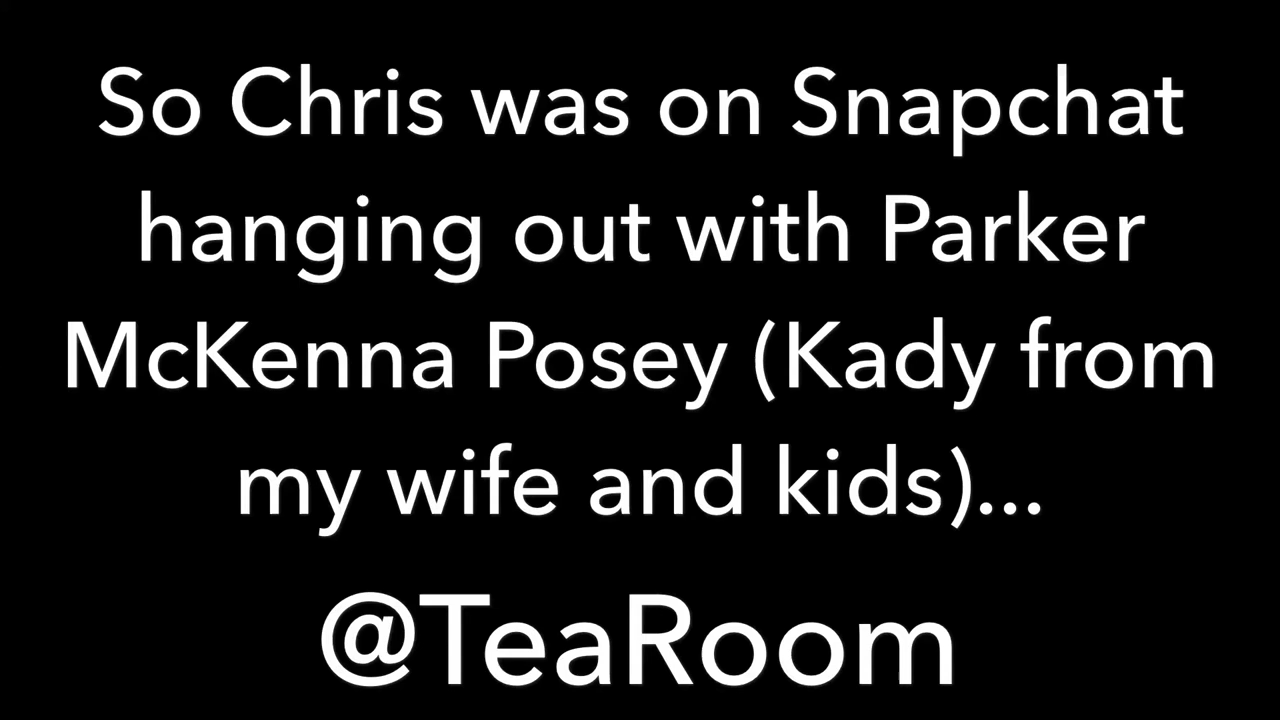 So Chris was on Snapchat
hanging out with Parker
McKenna Posey (Kady from
my wife and kids)...
@TeaRoom